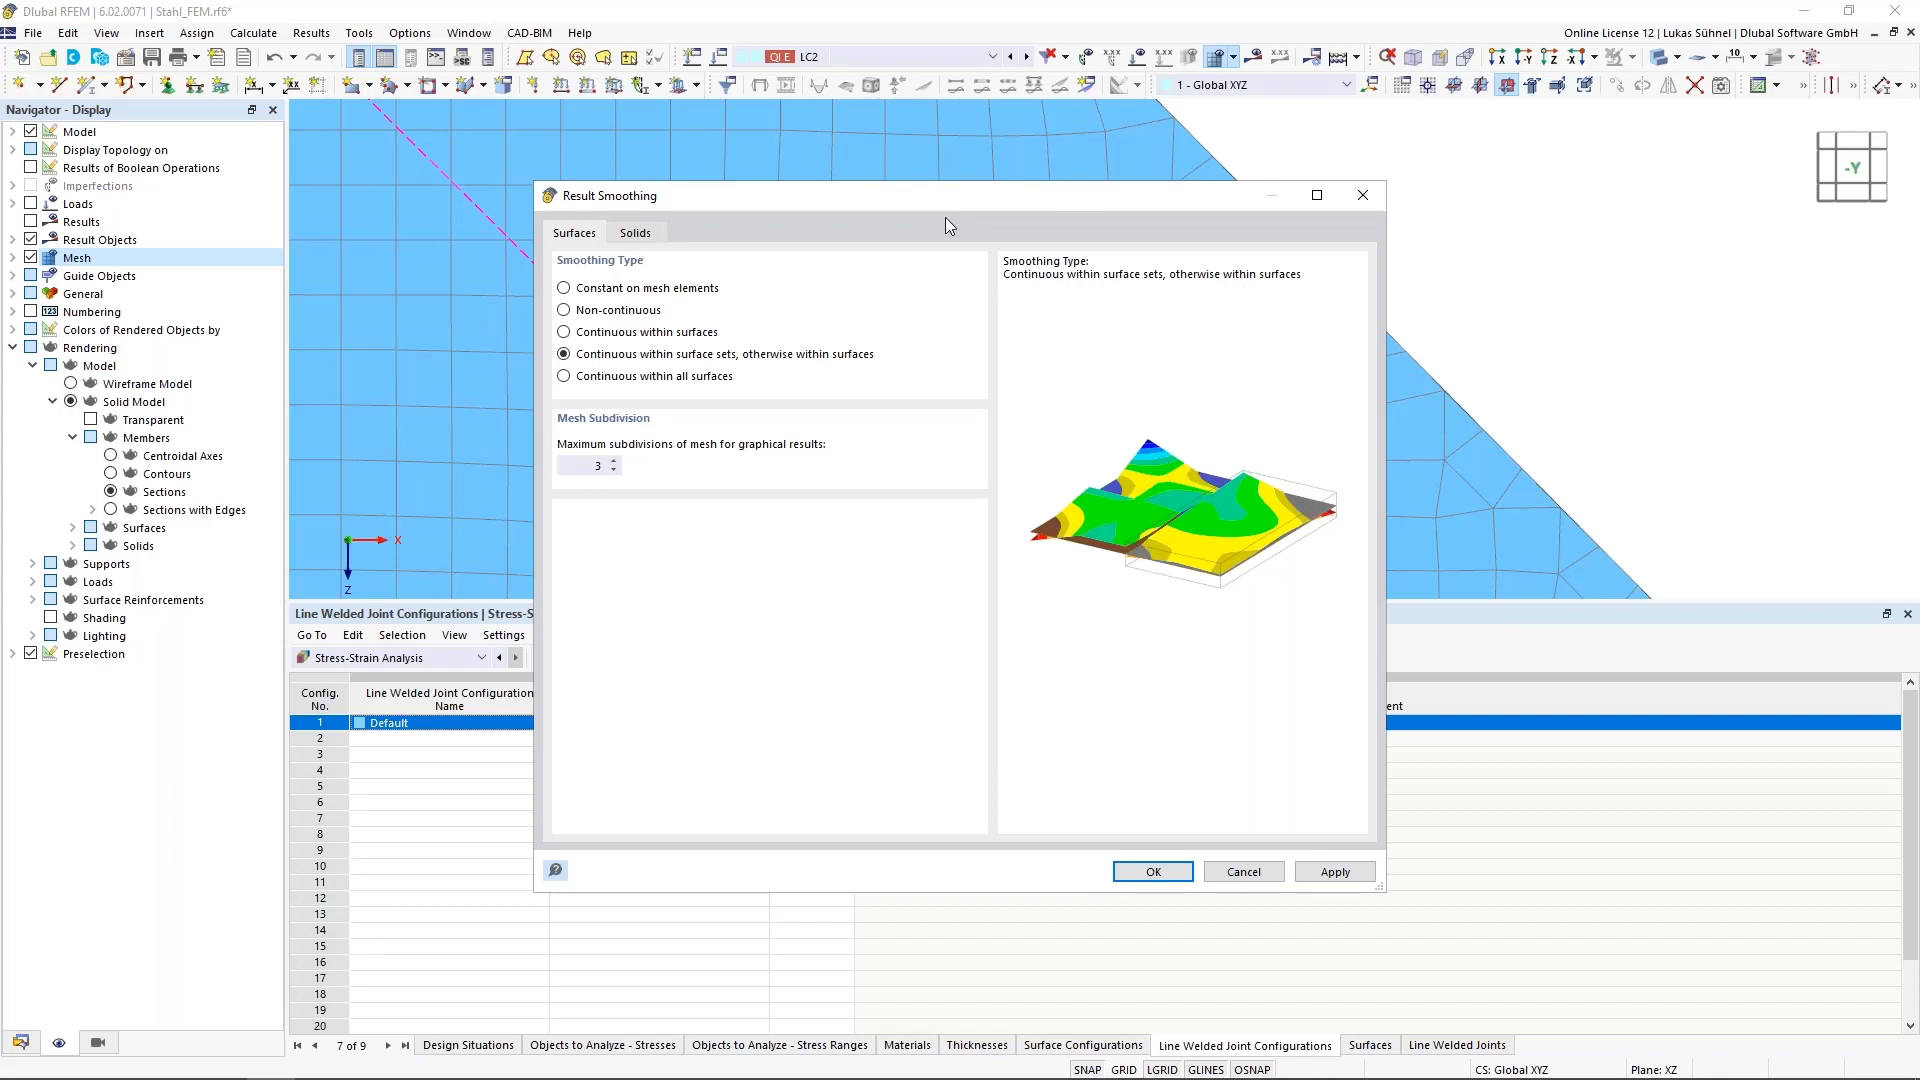 Dlubal RFEM | 6.02.0071 | Stahl_FEM.rf6*
File Edit View Insert Assign Calculate Results Tools Options Window CAD-BIM Help
Online License 12 | Lukas Sühnel | Dlubal Software GmbH
QIE LC2
1 - Global XYZ
Navigator - Display
Model
Display Topology on
Results of Boolean Operations
Imperfections
Loads
Results
Result Objects
Mesh
Guide Objects
General
123 Numbering
Colors of Rendered Objects by
Rendering
Model
Wireframe Model
Solid Model
Transparent
Members
Centroidal Axes
Contours
Sections
Sections with Edges
Surfaces
Solids
Supports
Loads
Surface Reinforcements
Shading
Lighting
Preselection
-Y
X
Z
Result Smoothing
Surfaces Solids
Smoothing Type
Constant on mesh elements
Non-continuous
Continuous within surfaces
Continuous within surface sets, otherwise within surfaces
Continuous within all surfaces
Mesh Subdivision
Maximum subdivisions of mesh for graphical results:
3
Smoothing Type:
Continuous within surface sets, otherwise within surfaces
OK Cancel Apply
Line Welded Joint Configurations | Stress-S
Go To Edit Selection View Settings
Stress-Strain Analysis
Config.
No.
Line Welded Joint Configuration
Name
ent
1 Default
2
3
4
5
6
7
8
9
10
11
12
13
14
15
16
17
18
19
20
7 of 9 Design Situations Objects to Analyze - Stresses Objects to Analyze - Stress Ranges Materials Thicknesses Surface Configurations Line Welded Joint Configurations Surfaces Line Welded Joints
SNAP GRID LGRID GLINES OSNAP CS: Global XYZ Plane: XZ